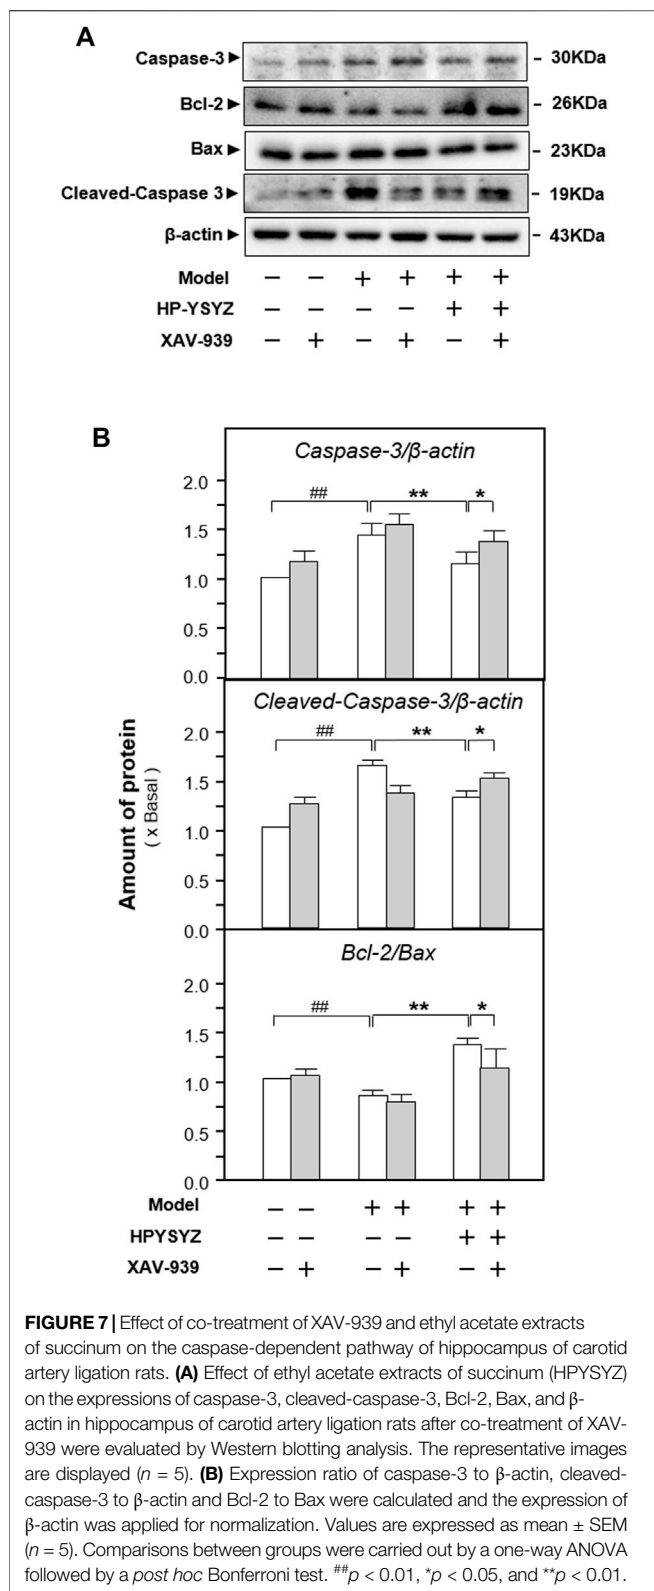 A
Caspase-3 - 30KDa
Bcl-2 - 26KDa
Bax - 23KDa
Cleaved-Caspase 3 - 19KDa
β-actin - 43KDa
Model − − + + + +
HP-YSYZ − − − − + +
XAV-939 − + − + − +
B
Caspase-3/β-actin
2.0
## ** *
1.5
1.0
0.5
0.0
Cleaved-Caspase-3/β-actin
2.0
## ** *
1.5
1.0
0.5
0.0
Amount of protein
( x Basal )
Bcl-2/Bax
2.0
## ** *
1.5
1.0
0.5
0.0
Model − − + + + +
HPYSYZ − − − − + +
XAV-939 − + − + − +
FIGURE 7 | Effect of co-treatment of XAV-939 and ethyl acetate extracts
of succinum on the caspase-dependent pathway of hippocampus of carotid
artery ligation rats. (A) Effect of ethyl acetate extracts of succinum (HPYSYZ)
on the expressions of caspase-3, cleaved-caspase-3, Bcl-2, Bax, and β-
actin in hippocampus of carotid artery ligation rats after co-treatment of XAV-
939 were evaluated by Western blotting analysis. The representative images
are displayed (n = 5). (B) Expression ratio of caspase-3 to β-actin, cleaved-
caspase-3 to β-actin and Bcl-2 to Bax were calculated and the expression of
β-actin was applied for normalization. Values are expressed as mean ± SEM
(n = 5). Comparisons between groups were carried out by a one-way ANOVA
followed by a post hoc Bonferroni test. ##p < 0.01, *p < 0.05, and **p < 0.01.